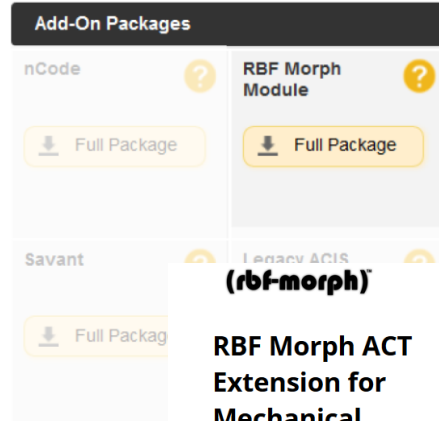 Add-On Packages
nCode
?
RBF Morph
Module
?
Full Package
Full Package
Savant
Legacy ACIS
Full Packag
(rbf-morph)™
RBF Morph ACT
Extension for
Mechanical